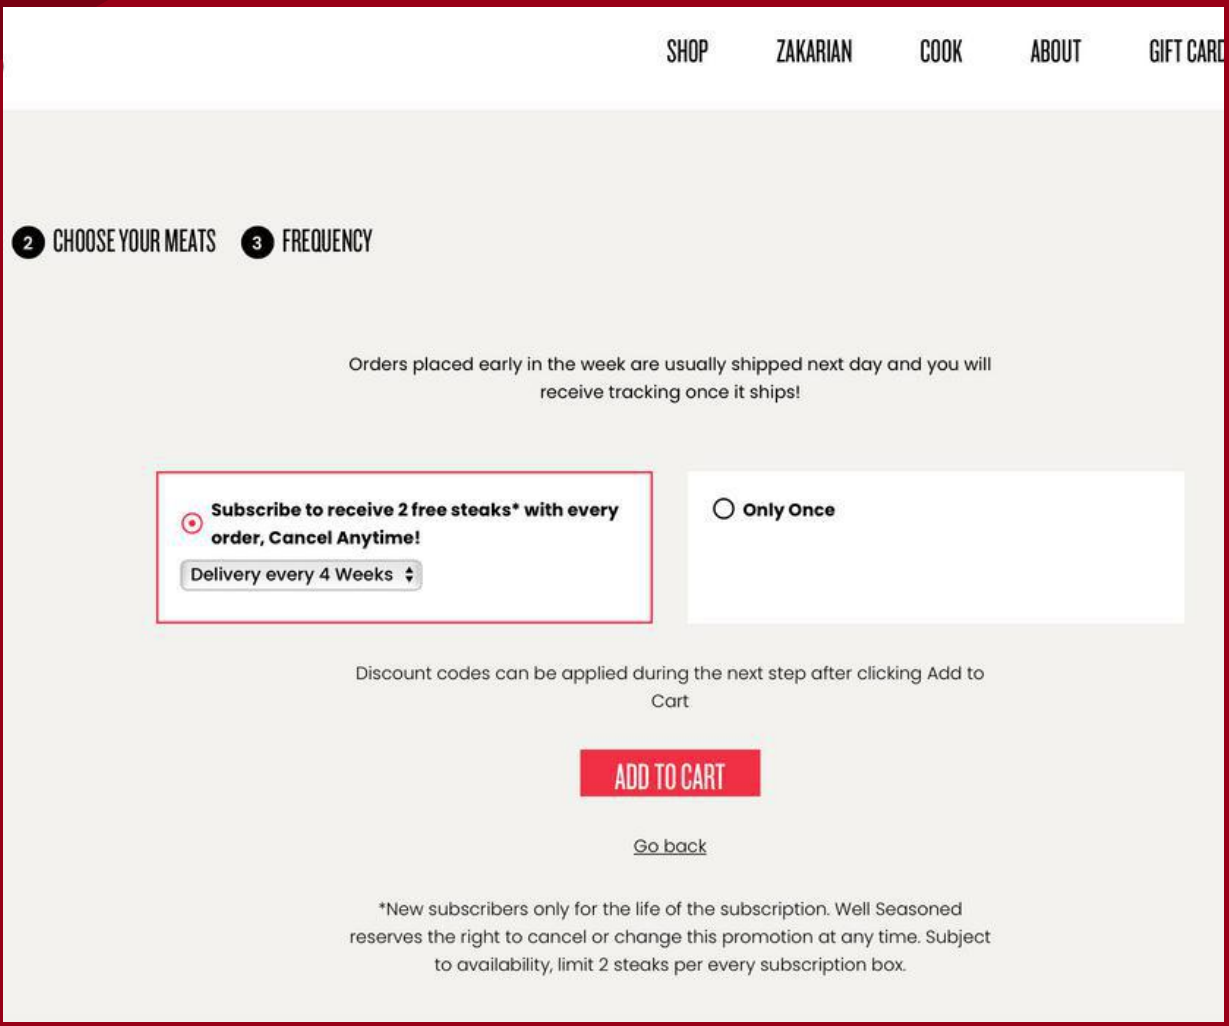 SHOP ZAKARIAN COOK ABOUT GIFT CARD
2 CHOOSE YOUR MEATS 3 FREQUENCY
Orders placed early in the week are usually shipped next day and you will
receive tracking once it ships!
Subscribe to receive 2 free steaks* with every
order, Cancel Anytime!
Delivery every 4 Weeks
Only Once
Discount codes can be applied during the next step after clicking Add to
Cart
ADD TO CART
Go back
*New subscribers only for the life of the subscription. Well Seasoned
reserves the right to cancel or change this promotion at any time. Subject
to availability, limit 2 steaks per every subscription box.